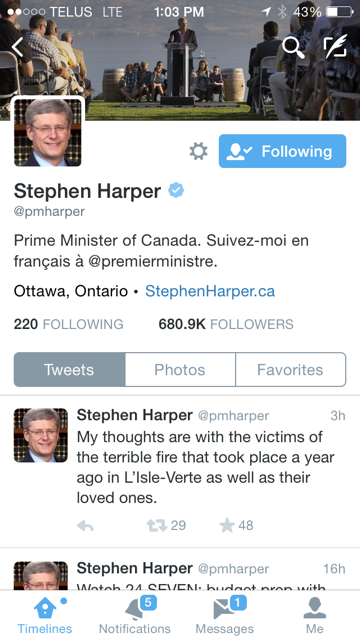 TELUS LTE 1:03 PM 43%
Following
Stephen Harper
@pmharper
Prime Minister of Canada. Suivez-moi en
français à @premierministre.
Ottawa, Ontario • StephenHarper.ca
220 FOLLOWING 680.9K FOLLOWERS
Tweets Photos Favorites
Stephen Harper @pmharper 3h
My thoughts are with the victims of
the terrible fire that took place a year
ago in L'Isle-Verte as well as their
loved ones.
29 48
Stephen Harper @pmharper 16h
Watch 24 SEVEN: budget prep with
5 1
Timelines Notifications Messages Me